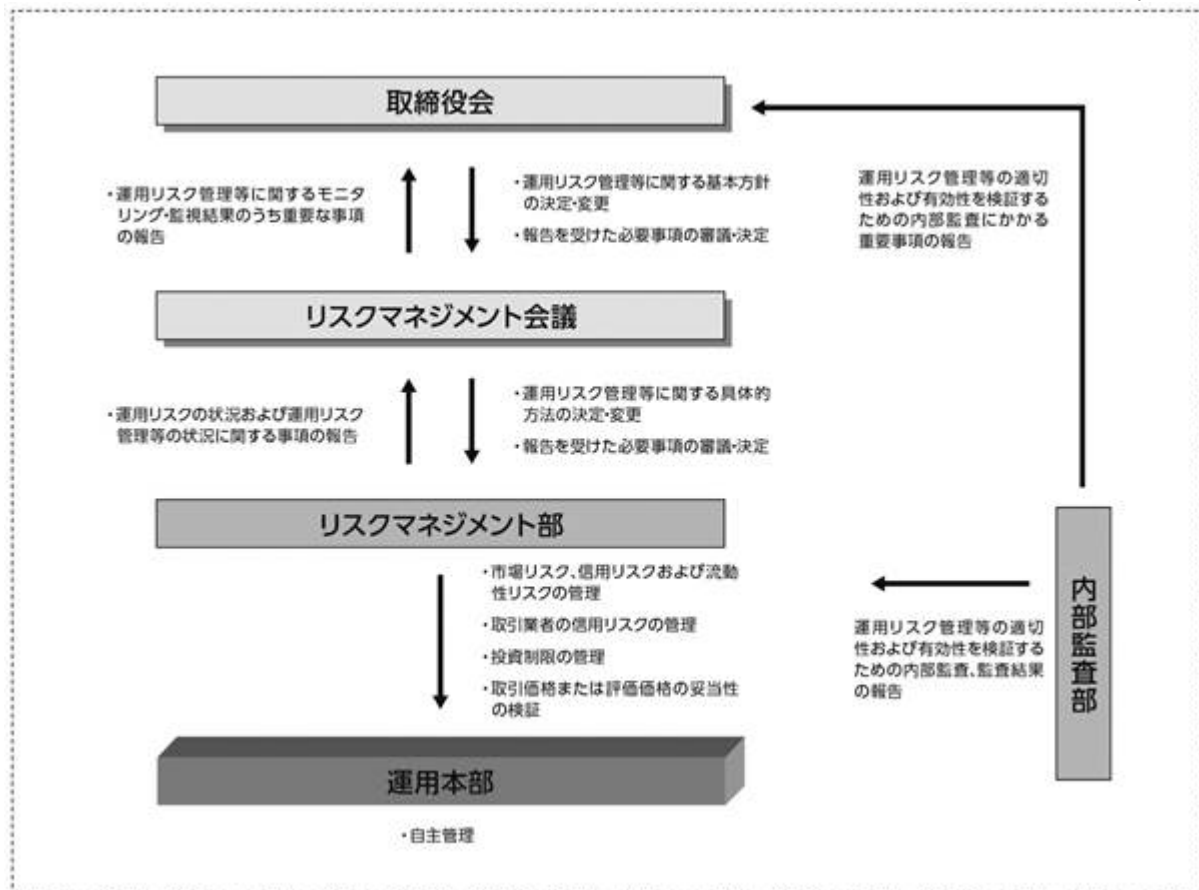 取締役会
・運用リスク管理等に関するモニタ
リング・監視結果のうち重要な事項
の報告
・運用リスク管理等に関する基本方針
の決定・変更
・報告を受けた必要事項の審議・決定
運用リスク管理等の適切
性および有効性を検証する
ための内部監査にかかる
重要事項の報告
リスクマネジメント会議
・運用リスクの状況および運用リスク
管理等の状況に関する事項の報告
・運用リスク管理等に関する具体的
方法の決定・変更
・報告を受けた必要事項の審議・決定
リスクマネジメント部
・市場リスク、信用リスクおよび流動
性リスクの管理
・取引業者の信用リスクの管理
・投資制限の管理
・取引価格または評価価格の妥当性
の検証
運用リスク管理等の適切
性および有効性を検証する
ための内部監査、監査結果
の報告
内部監査部
運用本部
・自主管理